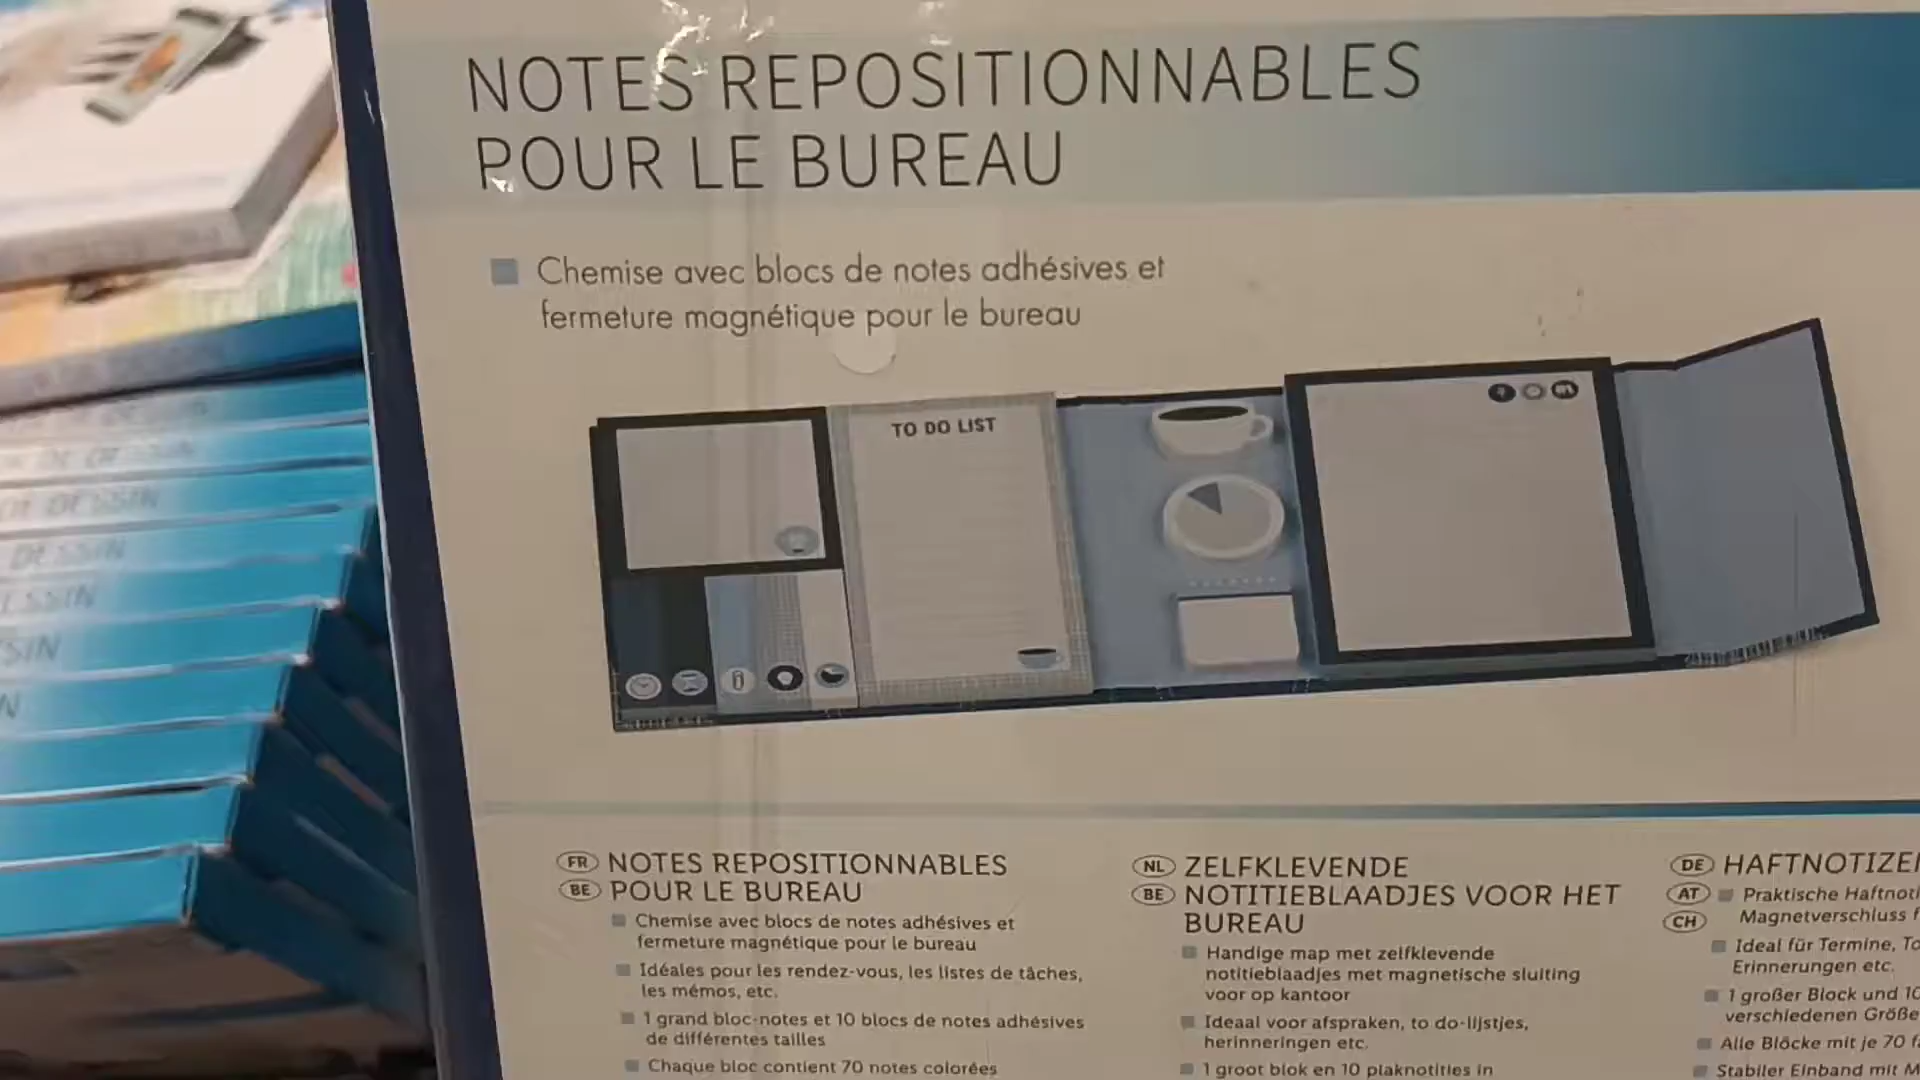 NOTES REPOSITIONNABLES
POUR LE BUREAU
Chemise avec blocs de notes adhésives et
fermeture magnétique pour le bureau
TO DO LIST
DE DESSIN
DESSIN
SIN
N
FR NOTES REPOSITIONNABLES
BE POUR LE BUREAU
Chemise avec blocs de notes adhésives et
fermeture magnétique pour le bureau
Idéales pour les rendez-vous, les listes de tâches,
les mémos, etc.
1 grand bloc-notes et 10 blocs de notes adhésives
de différentes tailles
Chaque bloc contient 70 notes colorées
NL ZELFKLEVENDE
BE NOTITIEBLAADJES VOOR HET
BUREAU
Handige map met zelfklevende
notitieblaadjes met magnetische sluiting
voor op kantoor
Ideaal voor afspraken, to do-lijstjes,
herinneringen etc.
1 groot blok en 10 plaknotities in
DE HAFTNOTIZE
AT Praktische Haftnoti
CH Magnetverschluss f
Ideal für Termine, To
Erinnerungen etc.
1 großer Block und 10
verschiedenen Größe
Alle Blöcke mit je 70 f
Stabiler Einband mit M